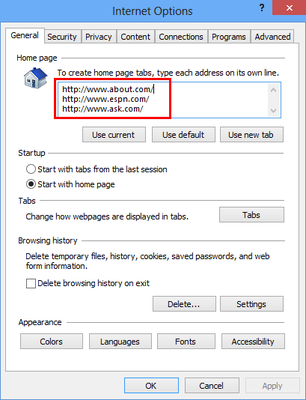 Internet Options
? x
General Security Privacy Content Connections Programs Advanced
Home page
To create home page tabs, type each address on its own line.
http://www.about.com/
http://www.espn.com/
http://www.ask.com/
Use current Use default Use new tab
Startup
Start with tabs from the last session
Start with home page
Tabs
Change how webpages are displayed in tabs. Tabs
Browsing history
Delete temporary files, history, cookies, saved passwords, and web
form information.
Delete browsing history on exit
Delete... Settings
Appearance
Colors Languages Fonts Accessibility
OK Cancel Apply